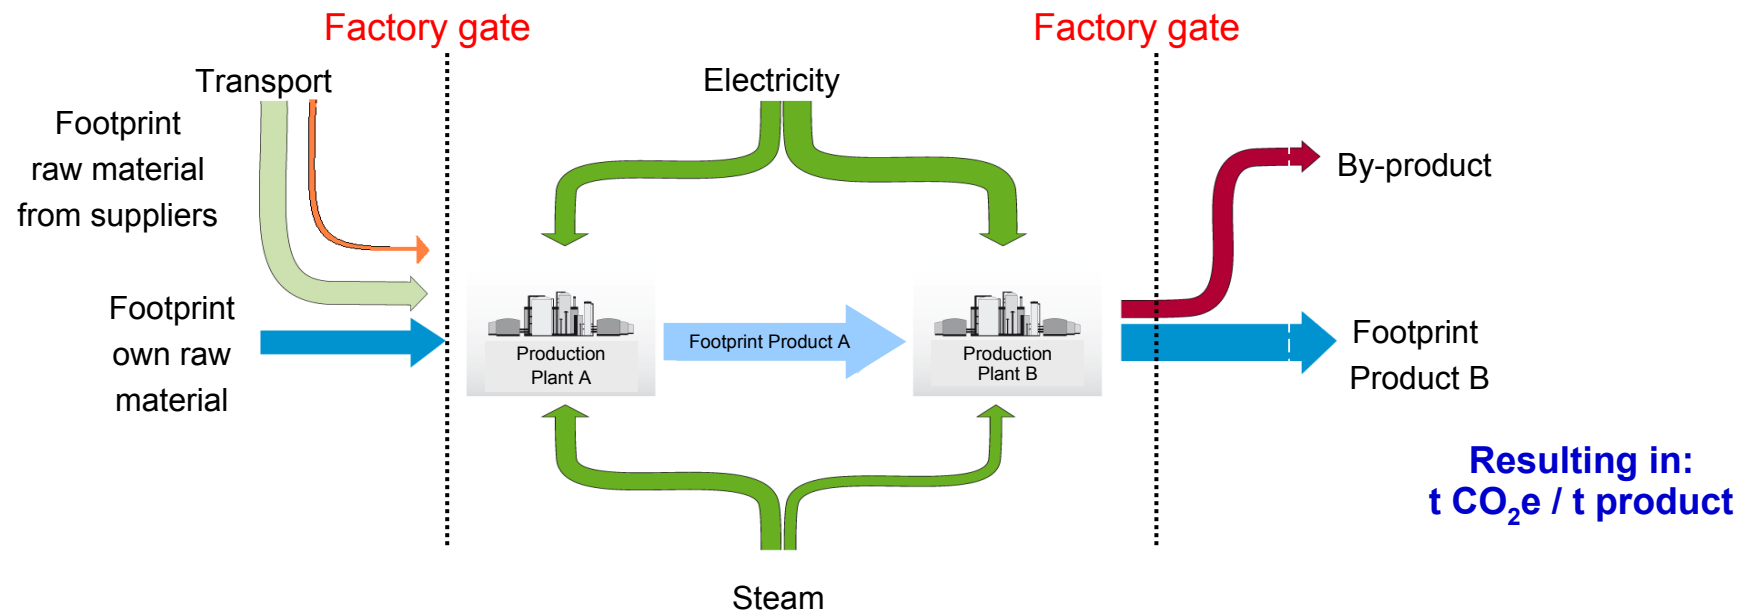 Factory gate
Factory gate
Transport
Electricity
Footprint
raw material
from suppliers
By-product
Footprint
own raw
material
Production
Plant A
Footprint Product A
Production
Plant B
Footprint
Product B
Resulting in:
t CO₂e / t product
Steam